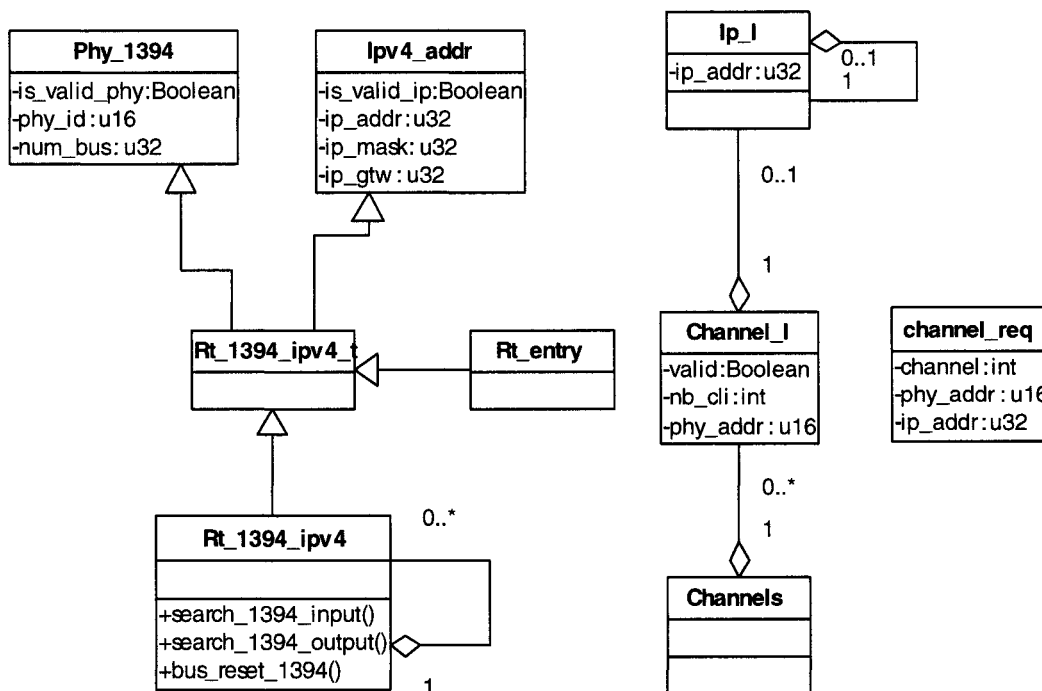 Phy_1394
-is_valid_phy:Boolean
-phy_id:u16
-num_bus:u32
Ipv4_addr
-is_valid_ip:Boolean
-ip_addr:u32
-ip_mask:u32
-ip_gtw:u32
Ip_l
-ip_addr:u32
0..1
1
0..1
1
Rt_1394_ipv4_t
Rt_entry
Channel_l
-valid:Boolean
-nb_cli:int
-phy_addr:u16
channel_req
-channel:int
-phy_addr:u16
-ip_addr:u32
0..*
1
Rt_1394_ipv4
+search_1394_input()
+search_1394_output()
+bus_reset_1394()
0..*
1
Channels